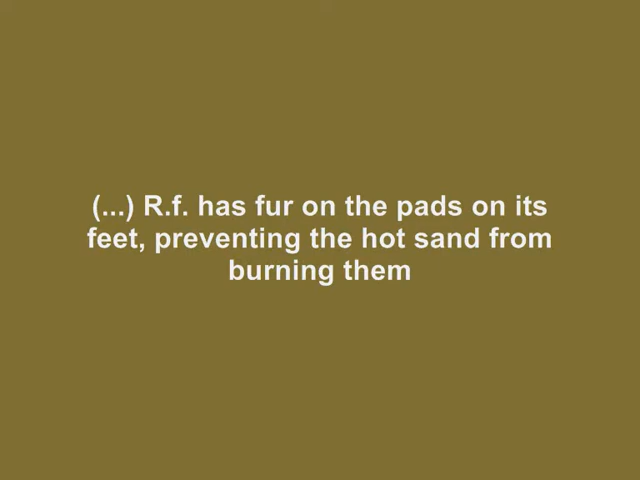 (...) R.f. has fur on the pads on its
feet, preventing the hot sand from
burning them